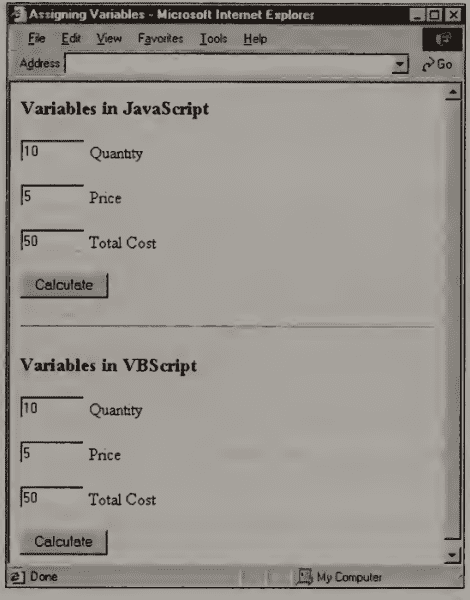 Assigning Variables - Microsoft Internet Explorer
File Edit View Favorites Tools Help
Address Go
Variables in JavaScript
10 Quantity
5 Price
50 Total Cost
Calculate
Variables in VBScript
10 Quantity
5 Price
50 Total Cost
Calculate
Done My Computer